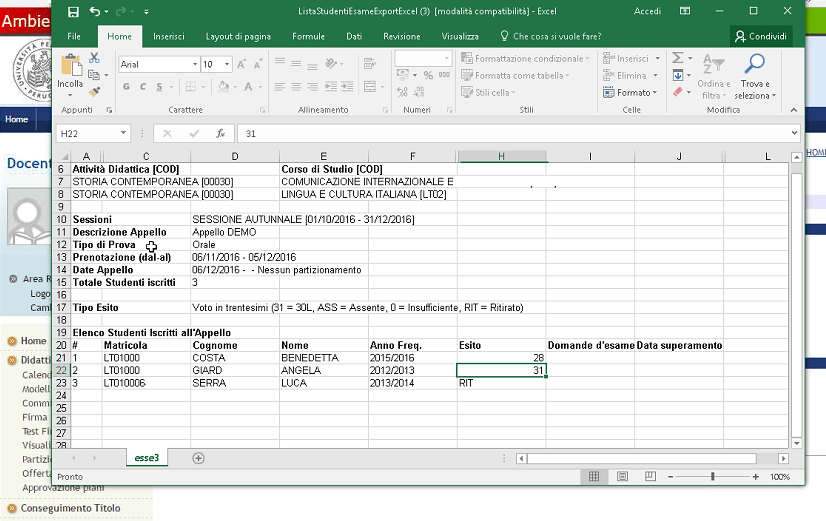 Ambie
ListaStudentiEsameExportExcel (3) [modalità compatibilità] - Excel
Accedi
File Home Inserisci Layout di pagina Formule Dati Revisione Visualizza Che cosa si vuole fare? Condividi
Incolla
Arial 10
G C S
Appunti Carattere Allineamento
% 000
Numeri
Formattazione condizionale
Formatta come tabella
Stili cella
Stili
Inserisci
Elimina
Formato
Celle
Ordina e filtra
Trova e seleziona
Modifica
H22 fx 31
A C D E F H I J L
6 Attività Didattica [COD] Corso di Studio [COD]
7 STORIA CONTEMPORANEA [00030] COMUNICAZIONE INTERNAZIONALE E
8 STORIA CONTEMPORANEA [00030] LINGUA E CULTURA ITALIANA [LT02]
9
10 Sessioni SESSIONE AUTUNNALE [01/10/2016 - 31/12/2016]
11 Descrizione Appello Appello DEMO
12 Tipo di Prova Orale
13 Prenotazione (dal-al) 06/11/2016 - 05/12/2016
14 Date Appello 06/12/2016 - - Nessun partizionamento
15 Totale Studenti iscritti 3
16
17 Tipo Esito Voto in trentesimi (31 = 30L, ASS = Assente, 0 = Insufficiente, RIT = Ritirato)
18
19 Elenco Studenti Iscritti all'Appello
20 # Matricola Cognome Nome Anno Freq. Esito Domande d'esame Data superamento
21 1 LT01000 COSTA BENEDETTA 2015/2016 28
22 2 LT01000 GIARD ANGELA 2012/2013 31
23 3 LT010006 SERRA LUCA 2013/2014 RIT
24
25
26
27
28
esse3
Pronto
100%
Home
Docent
Area R
Logo
Cam
Home
Didatti
Calen
Modell
Comm
Firma
Test Fi
Visuali
Partizi
Offert
Approvazione piani
Conseguimento Titolo
HOM